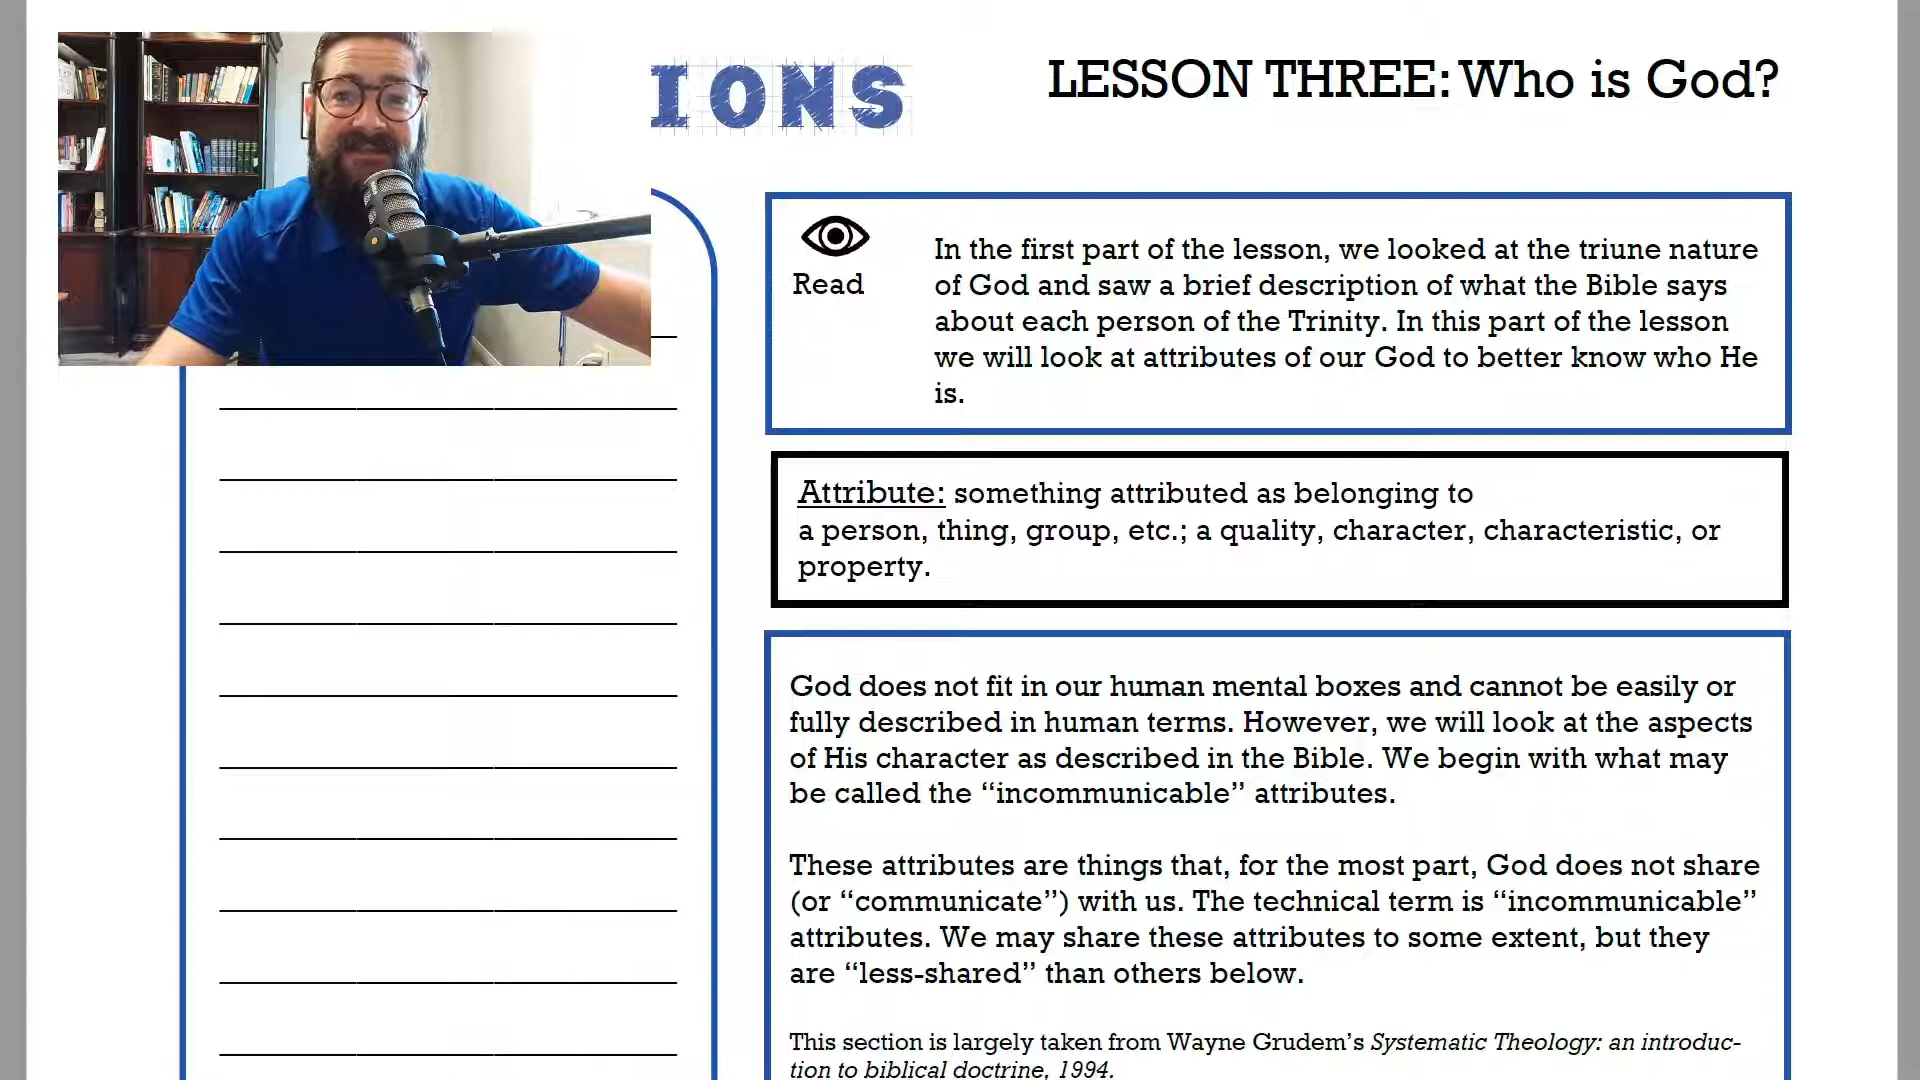 IONS
LESSON THREE: Who is God?
Read
In the first part of the lesson, we looked at the triune nature
of God and saw a brief description of what the Bible says
about each person of the Trinity. In this part of the lesson
we will look at attributes of our God to better know who He
is.
Attribute: something attributed as belonging to
a person, thing, group, etc.; a quality, character, characteristic, or
property.
God does not fit in our human mental boxes and cannot be easily or
fully described in human terms. However, we will look at the aspects
of His character as described in the Bible. We begin with what may
be called the “incommunicable” attributes.
These attributes are things that, for the most part, God does not share
(or “communicate”) with us. The technical term is “incommunicable”
attributes. We may share these attributes to some extent, but they
are “less-shared” than others below.
This section is largely taken from Wayne Grudem’s Systematic Theology: an introduc-
tion to biblical doctrine, 1994.